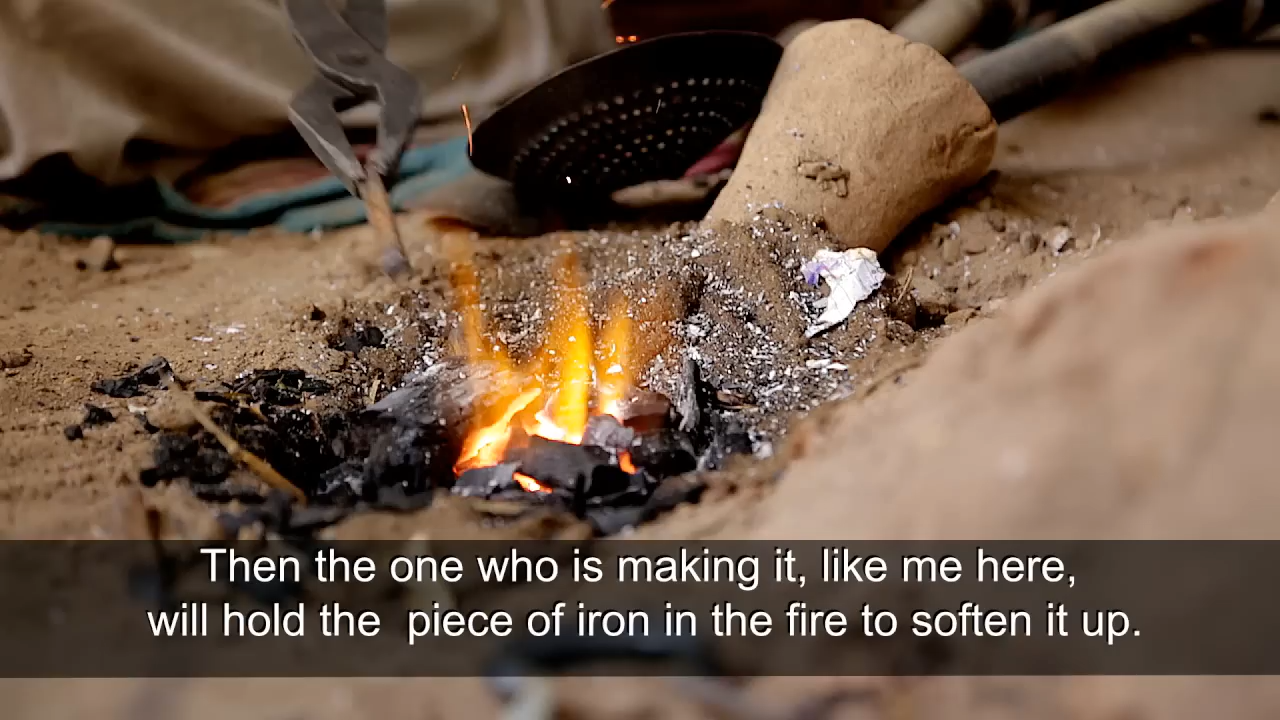 Then the one who is making it, like me here,
will hold the  piece of iron in the fire to soften it up.